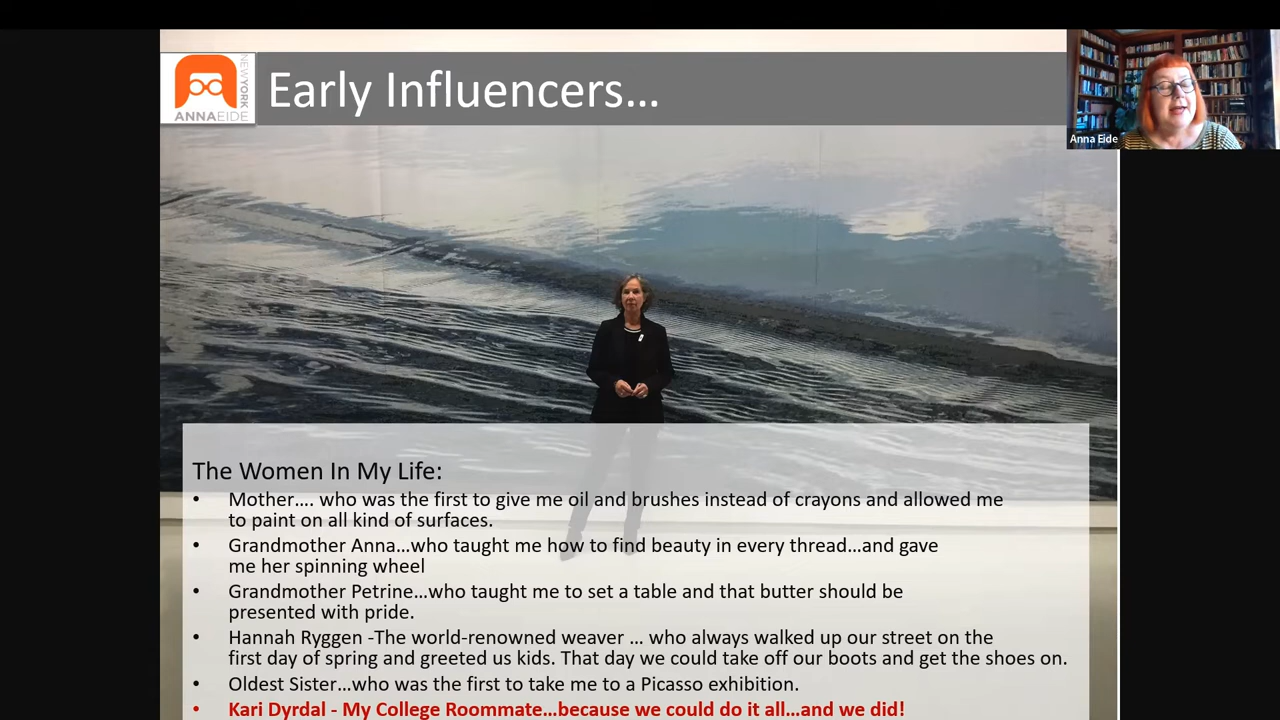 NEWYORK
ANNAEIDE
Early Influencers...
Anna Eide
The Women In My Life:
• Mother.... who was the first to give me oil and brushes instead of crayons and allowed me
to paint on all kind of surfaces.
• Grandmother Anna...who taught me how to find beauty in every thread...and gave
me her spinning wheel
• Grandmother Petrine...who taught me to set a table and that butter should be
presented with pride.
• Hannah Ryggen -The world-renowned weaver ... who always walked up our street on the
first day of spring and greeted us kids. That day we could take off our boots and get the shoes on.
• Oldest Sister...who was the first to take me to a Picasso exhibition.
• Kari Dyrdal - My College Roommate...because we could do it all...and we did!